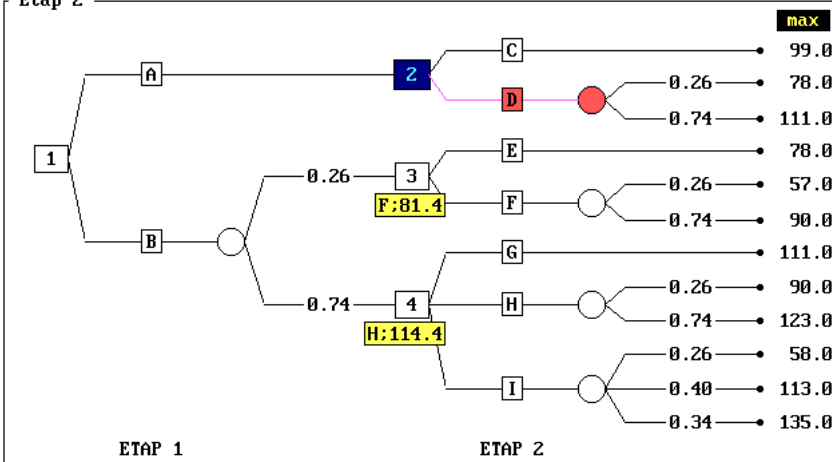 Etap 2
max
C 99.0
A 2 0.26 78.0
D
0.74 111.0
1 E 78.0
0.26 3 0.26 57.0
F;81.4 F
0.74 90.0
B G 111.0
0.26 90.0
0.74 4 H
0.74 123.0
H;114.4
0.26 58.0
I 0.40 113.0
0.34 135.0
ETAP 1 ETAP 2